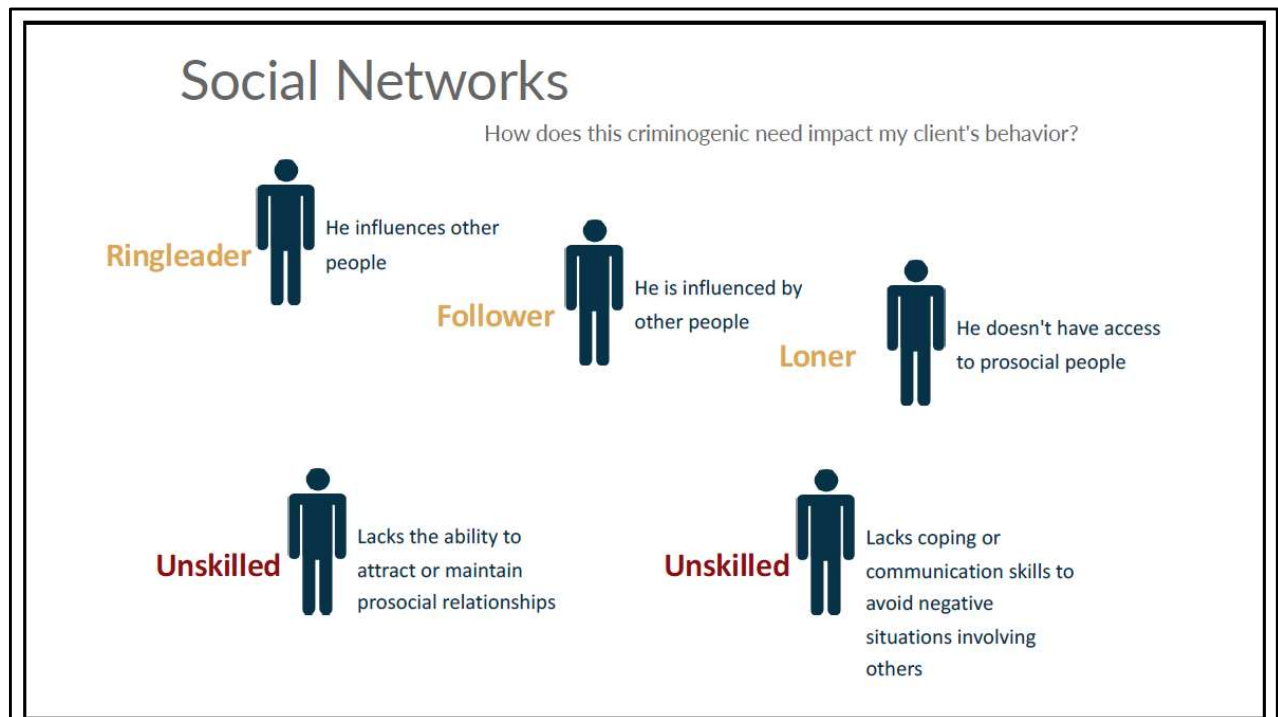 Social Networks
How does this criminogenic need impact my client's behavior?
Ringleader
He influences other
people
Follower
He is influenced by
other people
Loner
He doesn't have access
to prosocial people
Unskilled
Lacks the ability to
attract or maintain
prosocial relationships
Unskilled
Lacks coping or
communication skills to
avoid negative
situations involving
others